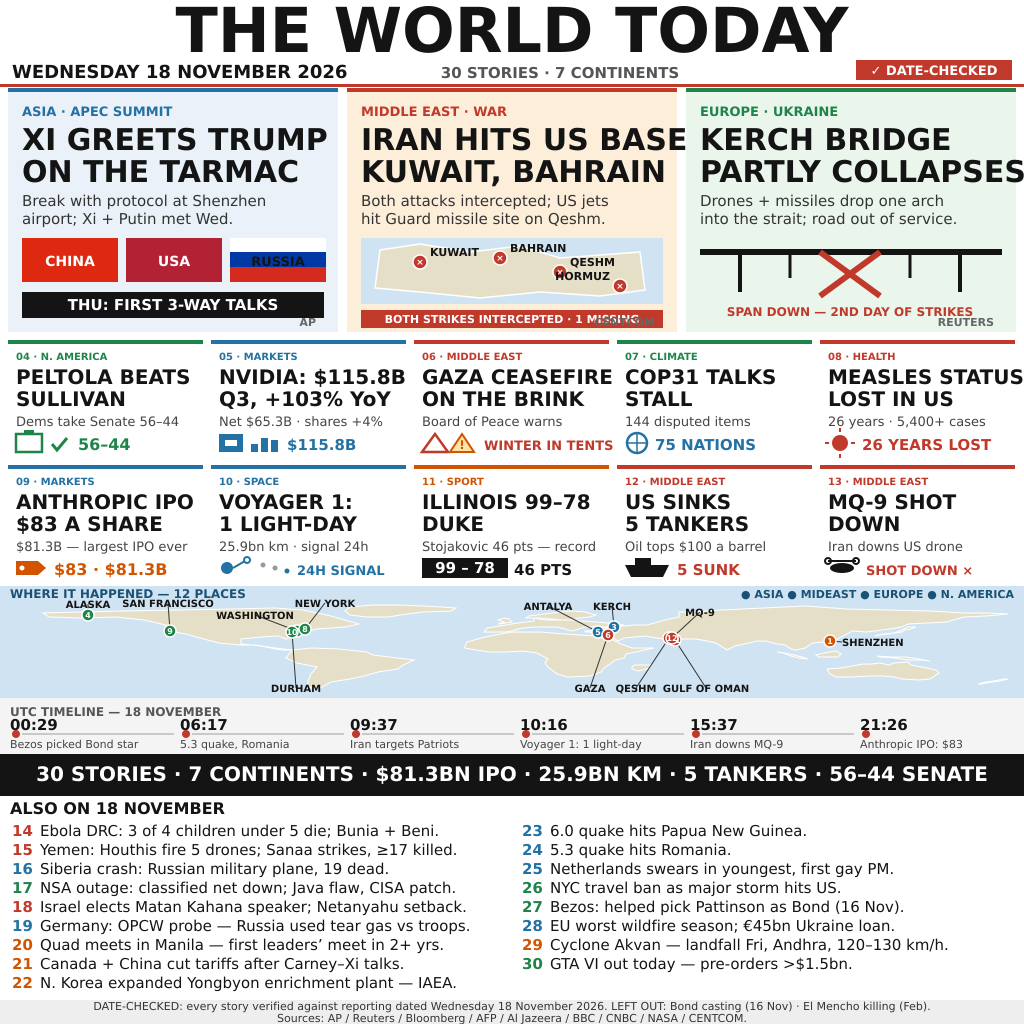 THE WORLD TODAY
WEDNESDAY 18 NOVEMBER 2026
30 STORIES · 7 CONTINENTS
✓ DATE-CHECKED
ASIA · APEC SUMMIT
XI GREETS TRUMP
ON THE TARMAC
Break with protocol at Shenzhen
airport; Xi + Putin met Wed.
CHINA
USA
RUSSIA
THU: FIRST 3-WAY TALKS
AP
MIDDLE EAST · WAR
IRAN HITS US BASE
KUWAIT, BAHRAIN
Both attacks intercepted; US jets
hit Guard missile site on Qeshm.
KUWAIT
BAHRAIN
QESHM
HORMUZ
BOTH STRIKES INTERCEPTED · 1 MISSING
CENTCOM
EUROPE · UKRAINE
KERCH BRIDGE
PARTLY COLLAPSES
Drones + missiles drop one arch
into the strait; road out of service.
SPAN DOWN — 2ND DAY OF STRIKES
REUTERS
04 · N. AMERICA
PELTOLA BEATS
SULLIVAN
Dems take Senate 56–44
56–44
05 · MARKETS
NVIDIA: $115.8B
Q3, +103% YoY
Net $65.3B · shares +4%
$115.8B
06 · MIDDLE EAST
GAZA CEASEFIRE
ON THE BRINK
Board of Peace warns
WINTER IN TENTS
07 · CLIMATE
COP31 TALKS
STALL
144 disputed items
75 NATIONS
08 · HEALTH
MEASLES STATUS
LOST IN US
26 years · 5,400+ cases
26 YEARS LOST
09 · MARKETS
ANTHROPIC IPO
$83 A SHARE
$81.3B — largest IPO ever
$83 · $81.3B
10 · SPACE
VOYAGER 1:
1 LIGHT-DAY
25.9bn km · signal 24h
24H SIGNAL
11 · SPORT
ILLINOIS 99–78
DUKE
Stojakovic 46 pts — record
99 – 78
46 PTS
12 · MIDDLE EAST
US SINKS
5 TANKERS
Oil tops $100 a barrel
5 SUNK
13 · MIDDLE EAST
MQ-9 SHOT
DOWN
Iran downs US drone
SHOT DOWN ×
WHERE IT HAPPENED — 12 PLACES
● ASIA ● MIDEAST ● EUROPE ● N. AMERICA
ALASKA
4
SAN FRANCISCO
9
WASHINGTON
10
NEW YORK
8
DURHAM
ANTALYA
5
KERCH
3
6
GAZA
QESHM
GULF OF OMAN
MQ-9
12
1
SHENZHEN
UTC TIMELINE — 18 NOVEMBER
00:29
Bezos picked Bond star
06:17
5.3 quake, Romania
09:37
Iran targets Patriots
10:16
Voyager 1: 1 light-day
15:37
Iran downs MQ-9
21:26
Anthropic IPO: $83
30 STORIES · 7 CONTINENTS · $81.3BN IPO · 25.9BN KM · 5 TANKERS · 56–44 SENATE
ALSO ON 18 NOVEMBER
14 Ebola DRC: 3 of 4 children under 5 die; Bunia + Beni.
15 Yemen: Houthis fire 5 drones; Sanaa strikes, ≥17 killed.
16 Siberia crash: Russian military plane, 19 dead.
17 NSA outage: classified net down; Java flaw, CISA patch.
18 Israel elects Matan Kahana speaker; Netanyahu setback.
19 Germany: OPCW probe — Russia used tear gas vs troops.
20 Quad meets in Manila — first leaders’ meet in 2+ yrs.
21 Canada + China cut tariffs after Carney–Xi talks.
22 N. Korea expanded Yongbyon enrichment plant — IAEA.
23 6.0 quake hits Papua New Guinea.
24 5.3 quake hits Romania.
25 Netherlands swears in youngest, first gay PM.
26 NYC travel ban as major storm hits US.
27 Bezos: helped pick Pattinson as Bond (16 Nov).
28 EU worst wildfire season; €45bn Ukraine loan.
29 Cyclone Akvan — landfall Fri, Andhra, 120–130 km/h.
30 GTA VI out today — pre-orders >$1.5bn.
DATE-CHECKED: every story verified against reporting dated Wednesday 18 November 2026. LEFT OUT: Bond casting (16 Nov) · El Mencho killing (Feb).
Sources: AP / Reuters / Bloomberg / AFP / Al Jazeera / BBC / CNBC / NASA / CENTCOM.